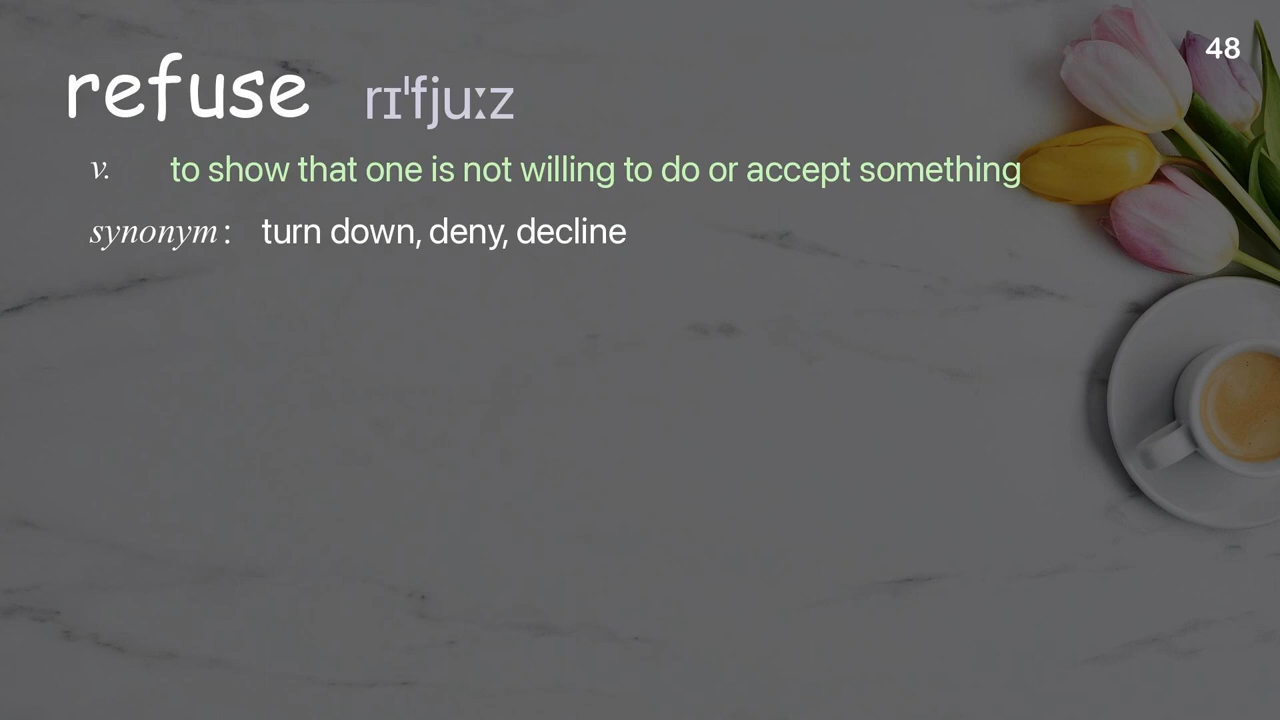 48
refuse rɪˈfjuːz
v. to show that one is not willing to do or accept something
synonym: turn down, deny, decline